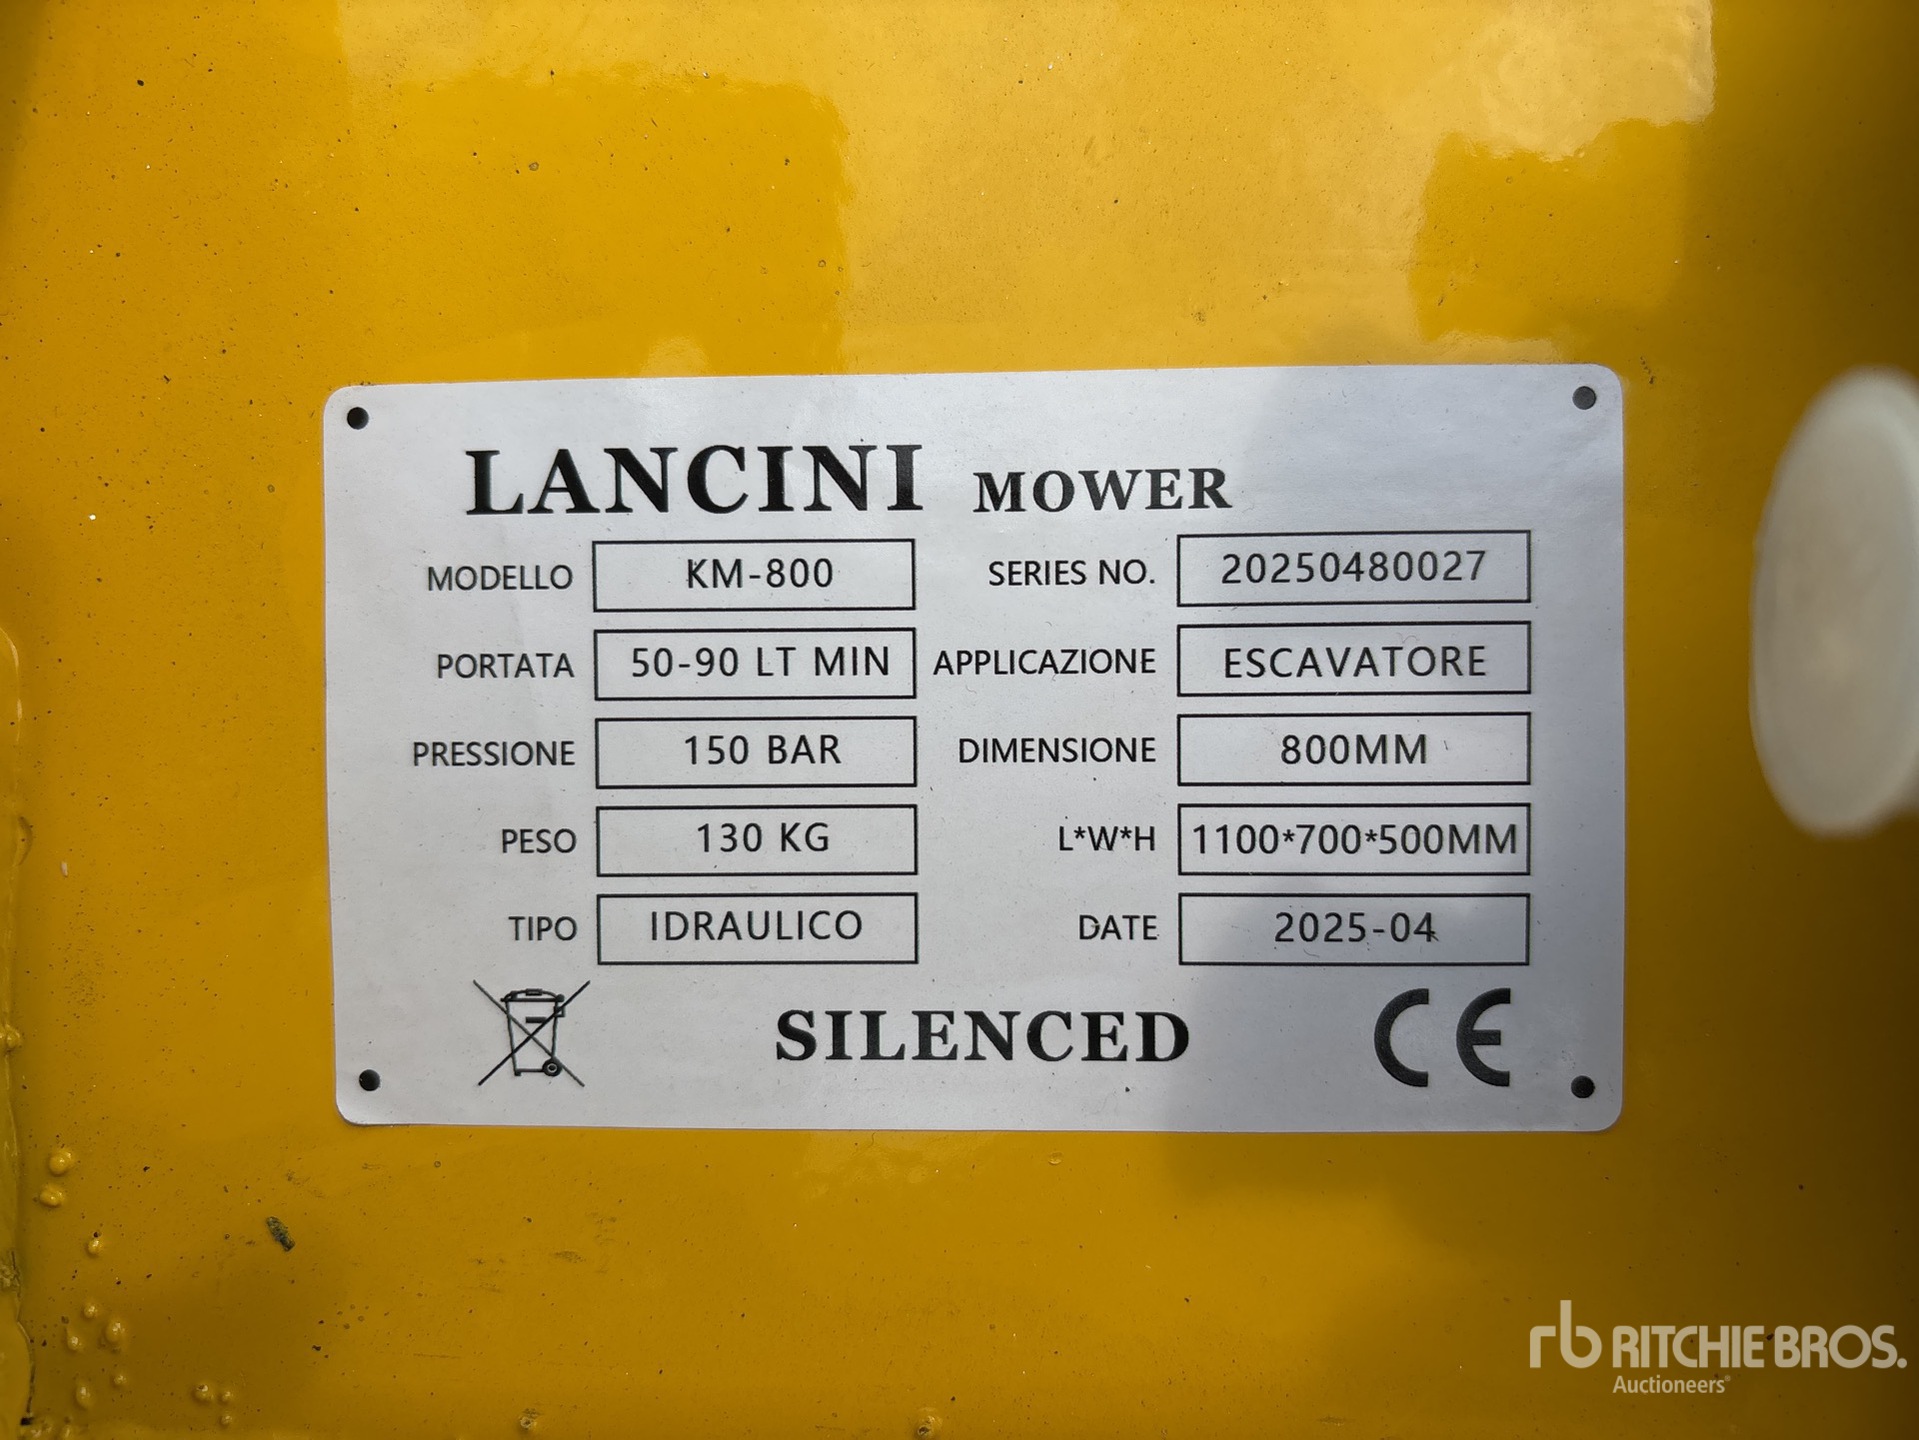 LANCINI MOWER
MODELLO KM-800 SERIES NO. 20250480027
PORTATA 50-90 LT MIN APPLICAZIONE ESCAVATORE
PRESSIONE 150 BAR DIMENSIONE 800MM
PESO 130 KG L*W*H 1100*700*500MM
TIPO IDRAULICO DATE 2025-04
SILENCED CE
rb RITCHIE BROS.
Auctioneers®